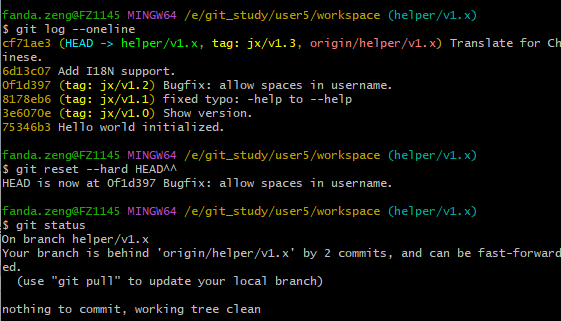 fanda.zeng@FZ1145 MINGW64 /e/git_study/user5/workspace (helper/v1.x)
$ git log --oneline
cf71ae3 (HEAD -> helper/v1.x, tag: jx/v1.3, origin/helper/v1.x) Translate for Ch
inese.
6d13c07 Add I18N support.
0f1d397 (tag: jx/v1.2) Bugfix: allow spaces in username.
8178eb6 (tag: jx/v1.1) fixed typo: -help to --help
3e6070e (tag: jx/v1.0) Show version.
75346b3 Hello world initialized.
fanda.zeng@FZ1145 MINGW64 /e/git_study/user5/workspace (helper/v1.x)
$ git reset --hard HEAD^^
HEAD is now at 0f1d397 Bugfix: allow spaces in username.
fanda.zeng@FZ1145 MINGW64 /e/git_study/user5/workspace (helper/v1.x)
$ git status
On branch helper/v1.x
Your branch is behind 'origin/helper/v1.x' by 2 commits, and can be fast-forward
ed.
(use "git pull" to update your local branch)
nothing to commit, working tree clean